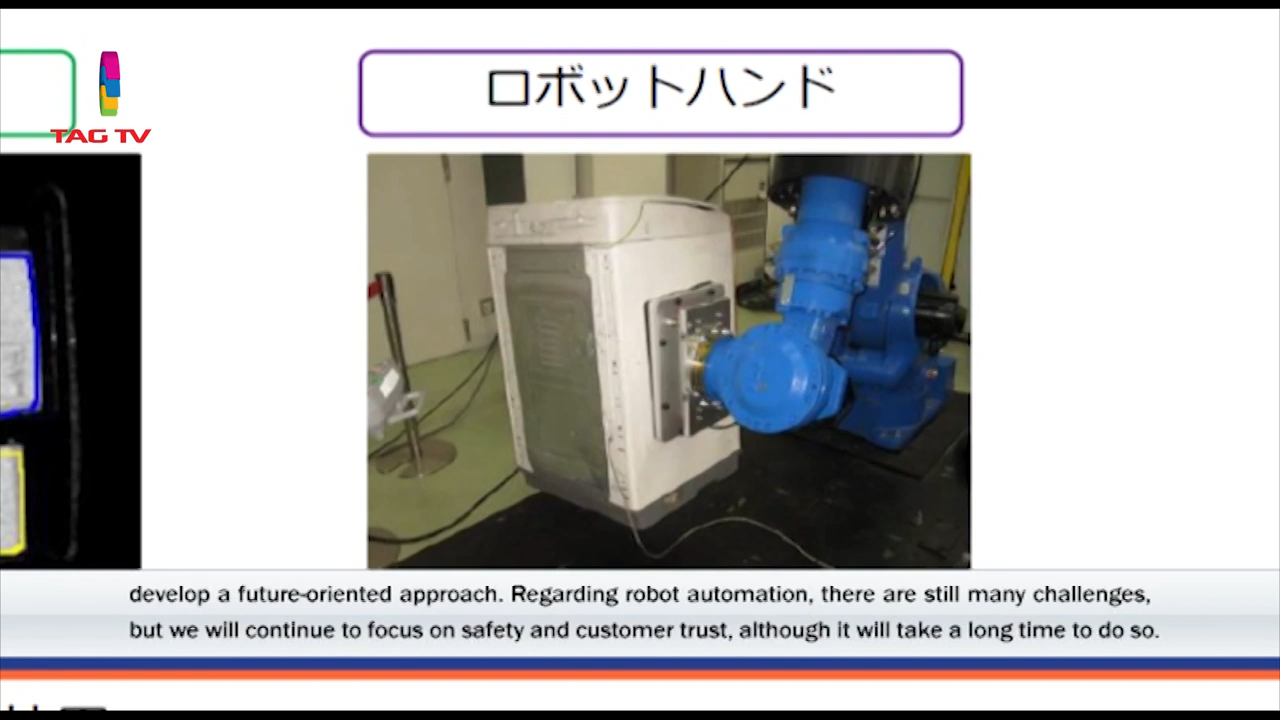 ロボットハンド
TAG TV
develop a future-oriented approach. Regarding robot automation, there are still many challenges,
but we will continue to focus on safety and customer trust, although it will take a long time to do so.